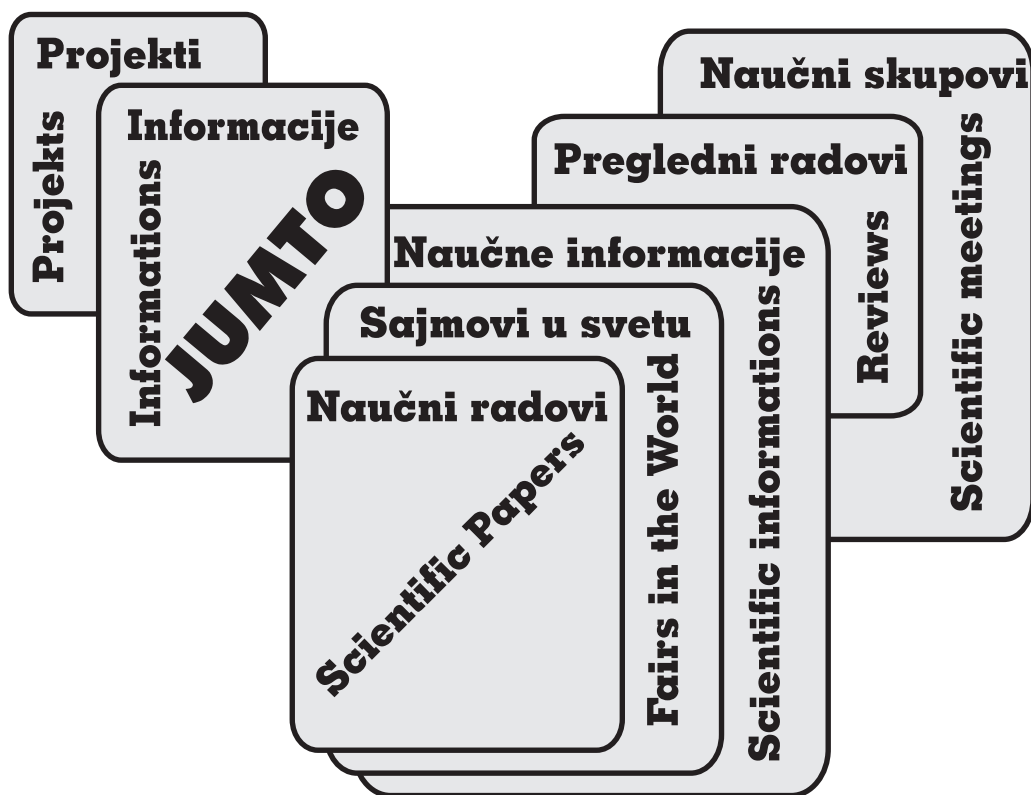 Projekti
Projekts
Informacije
Informations
JUMTO
Naučni skupovi
Scientific meetings
Pregledni radovi
Reviews
Naučne informacije
Scientific informations
Sajmovi u svetu
Fairs in the World
Naučni radovi
Scientific Papers